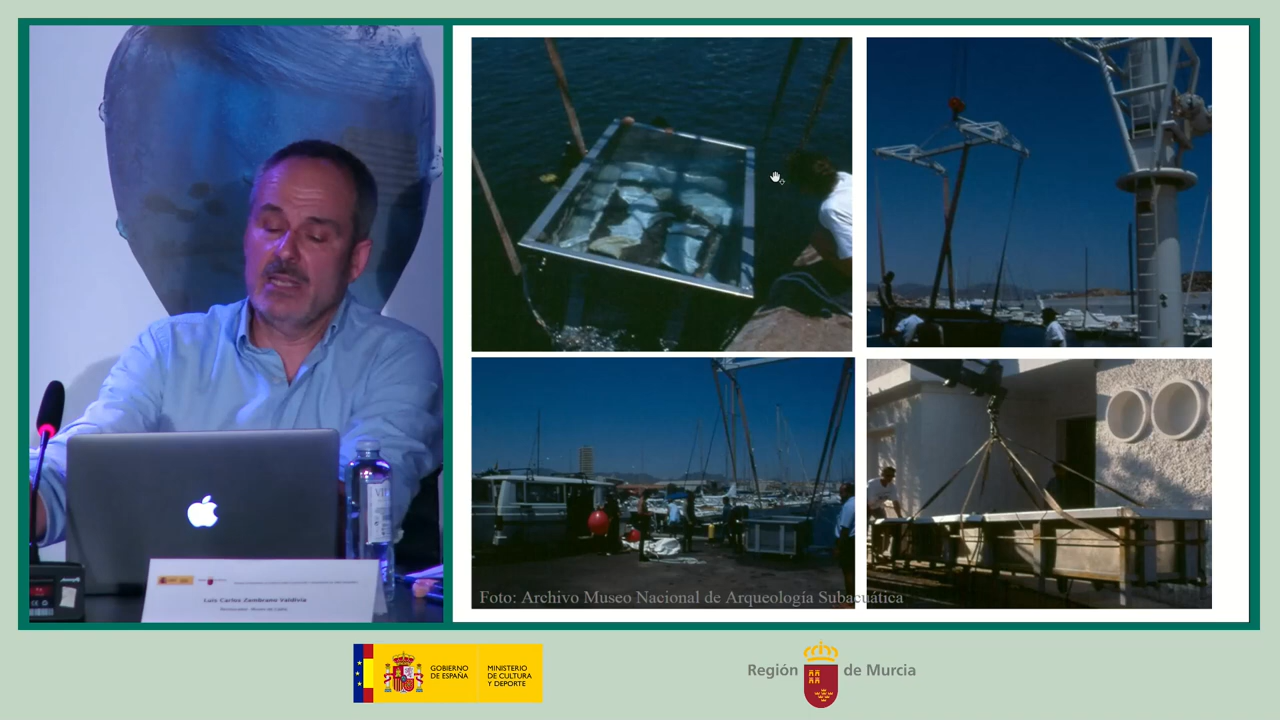 Foto: Archivo Museo Nacional de Arqueología Subacuática
Luis Carlos Zambrano Valdivia
GOBIERNO
DE ESPAÑA
MINISTERIO
DE CULTURA
Y DEPORTE
Región de Murcia